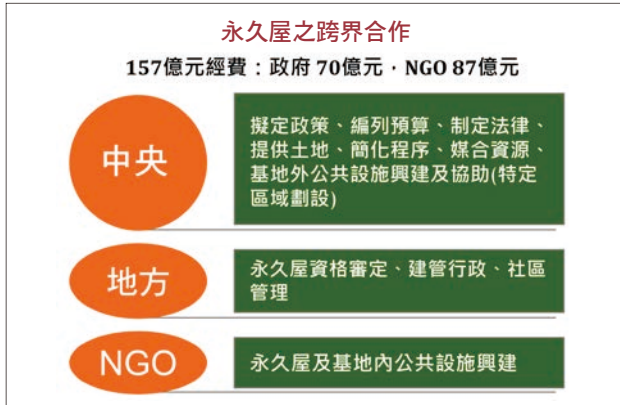 永久屋之跨界合作
157億元經費：政府 70億元．NGO 87億元
中央
擬定政策、編列預算、制定法律、
提供土地、簡化程序、媒合資源、
基地外公共設施興建及協助(特定
區域劃設)
地方
永久屋資格審定、建管行政、社區
管理
NGO
永久屋及基地內公共設施興建